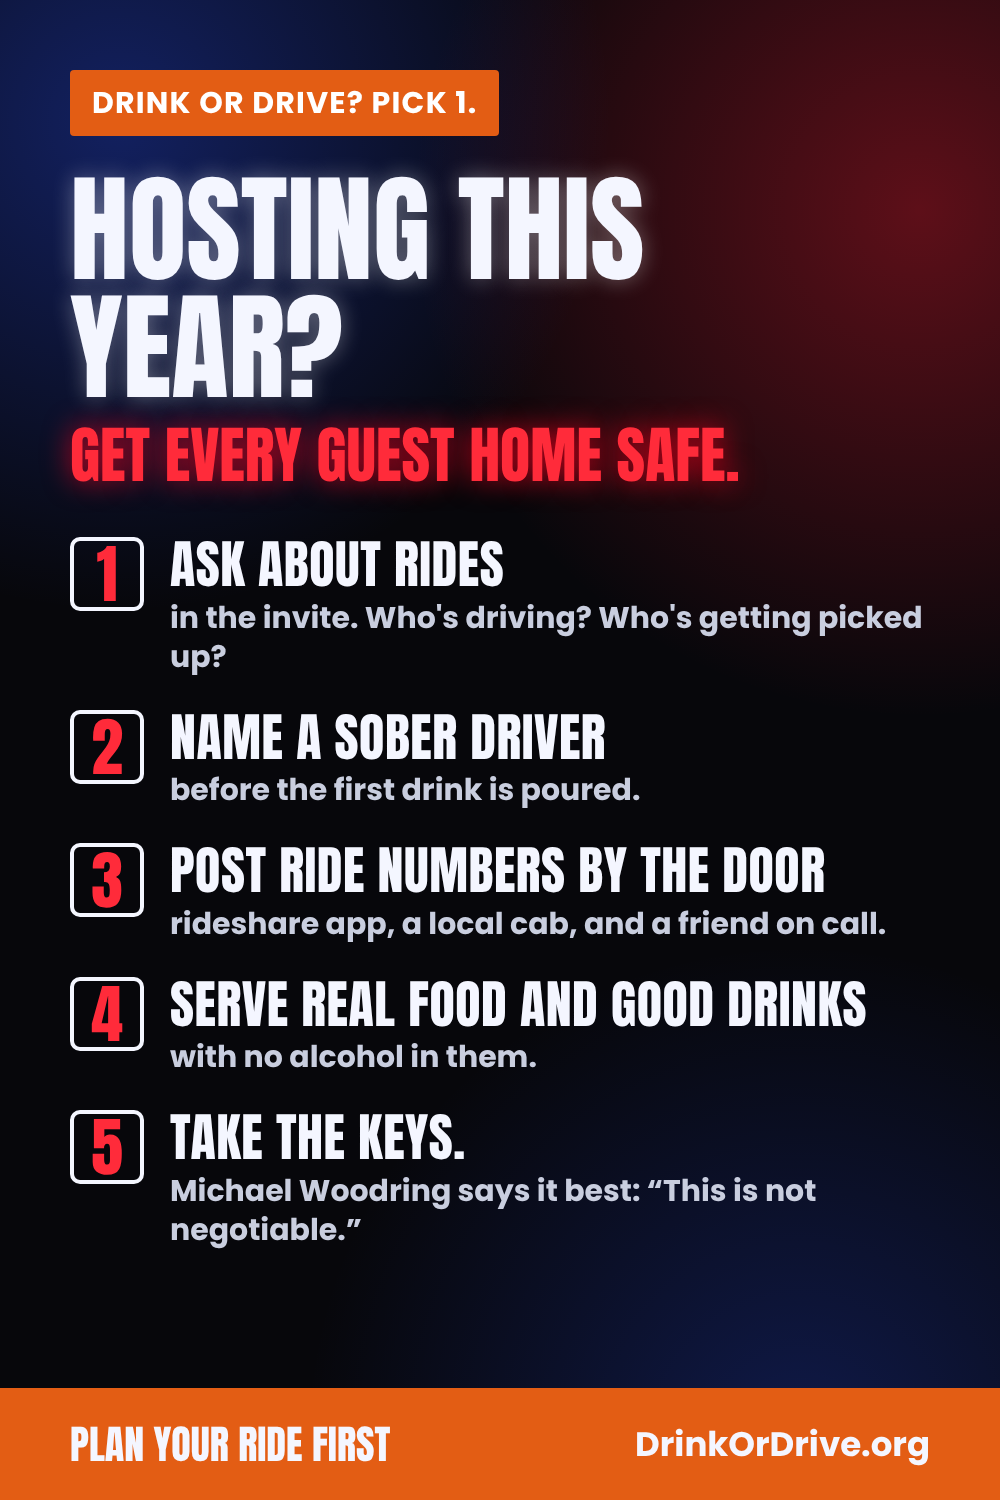 DRINK OR DRIVE? PICK 1.
HOSTING THIS
YEAR?
GET EVERY GUEST HOME SAFE.
1
ASK ABOUT RIDES
in the invite. Who's driving? Who's getting picked
up?
2
NAME A SOBER DRIVER
before the first drink is poured.
3
POST RIDE NUMBERS BY THE DOOR
rideshare app, a local cab, and a friend on call.
4
SERVE REAL FOOD AND GOOD DRINKS
with no alcohol in them.
5
TAKE THE KEYS.
Michael Woodring says it best: “This is not
negotiable.”
PLAN YOUR RIDE FIRST
DrinkOrDrive.org